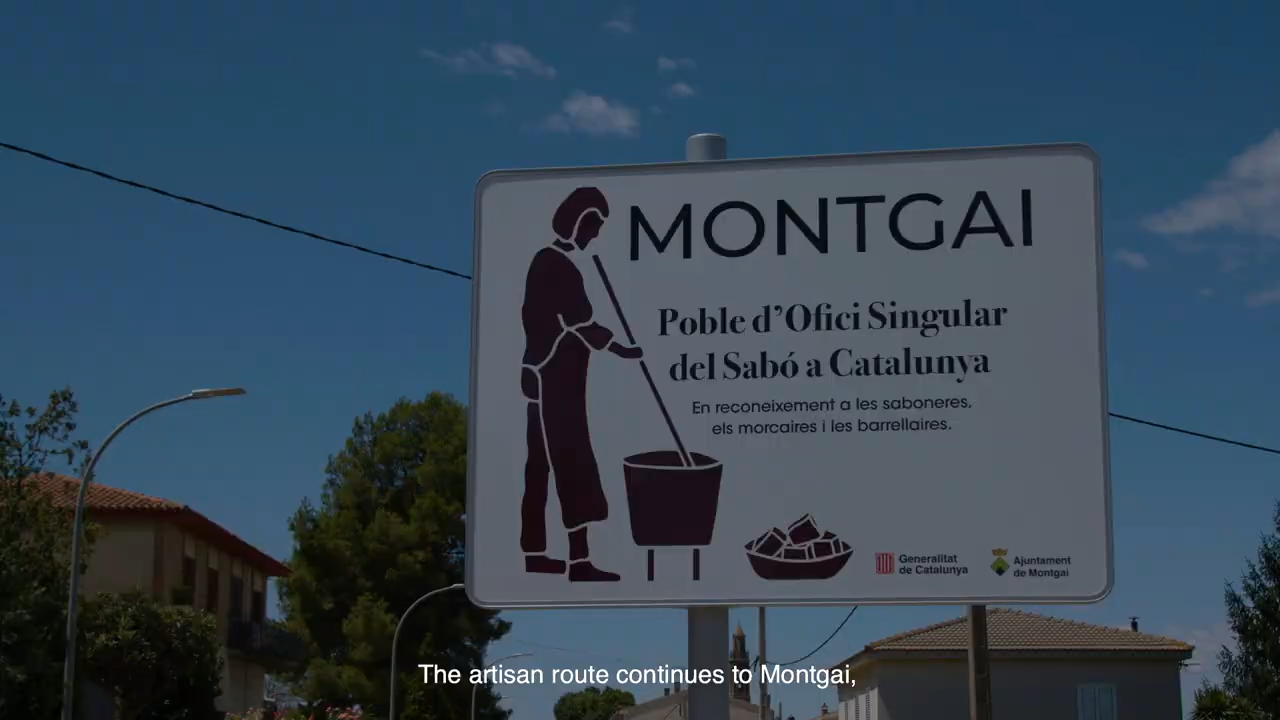 MONTGAI
Poble d'Ofici Singular
del Sabó a Catalunya
En reconeixement a les saboneres,
els morcaires i les barrellaires.
Generalitat
de Catalunya
Ajuntament
de Montgai
The artisan route continues to Montgai,